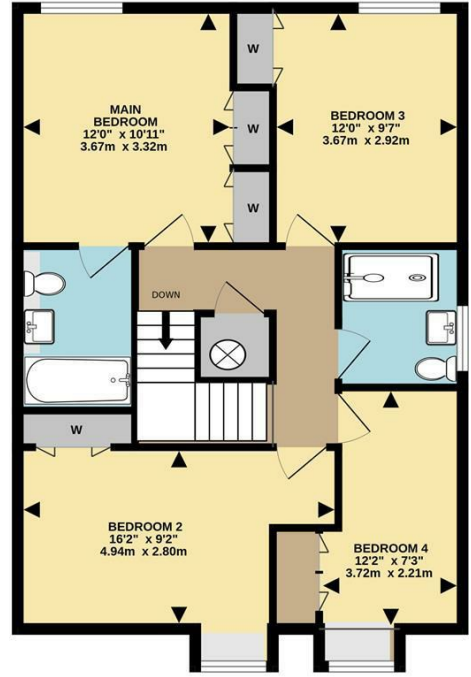 MAIN
BEDROOM
12'0" x 10'11"
3.67m x 3.32m
W
W
W
BEDROOM 3
12'0" x 9'7"
3.67m x 2.92m
DOWN
W
BEDROOM 2
16'2" x 9'2"
4.94m x 2.80m
BEDROOM 4
12'2" x 7'3"
3.72m x 2.21m